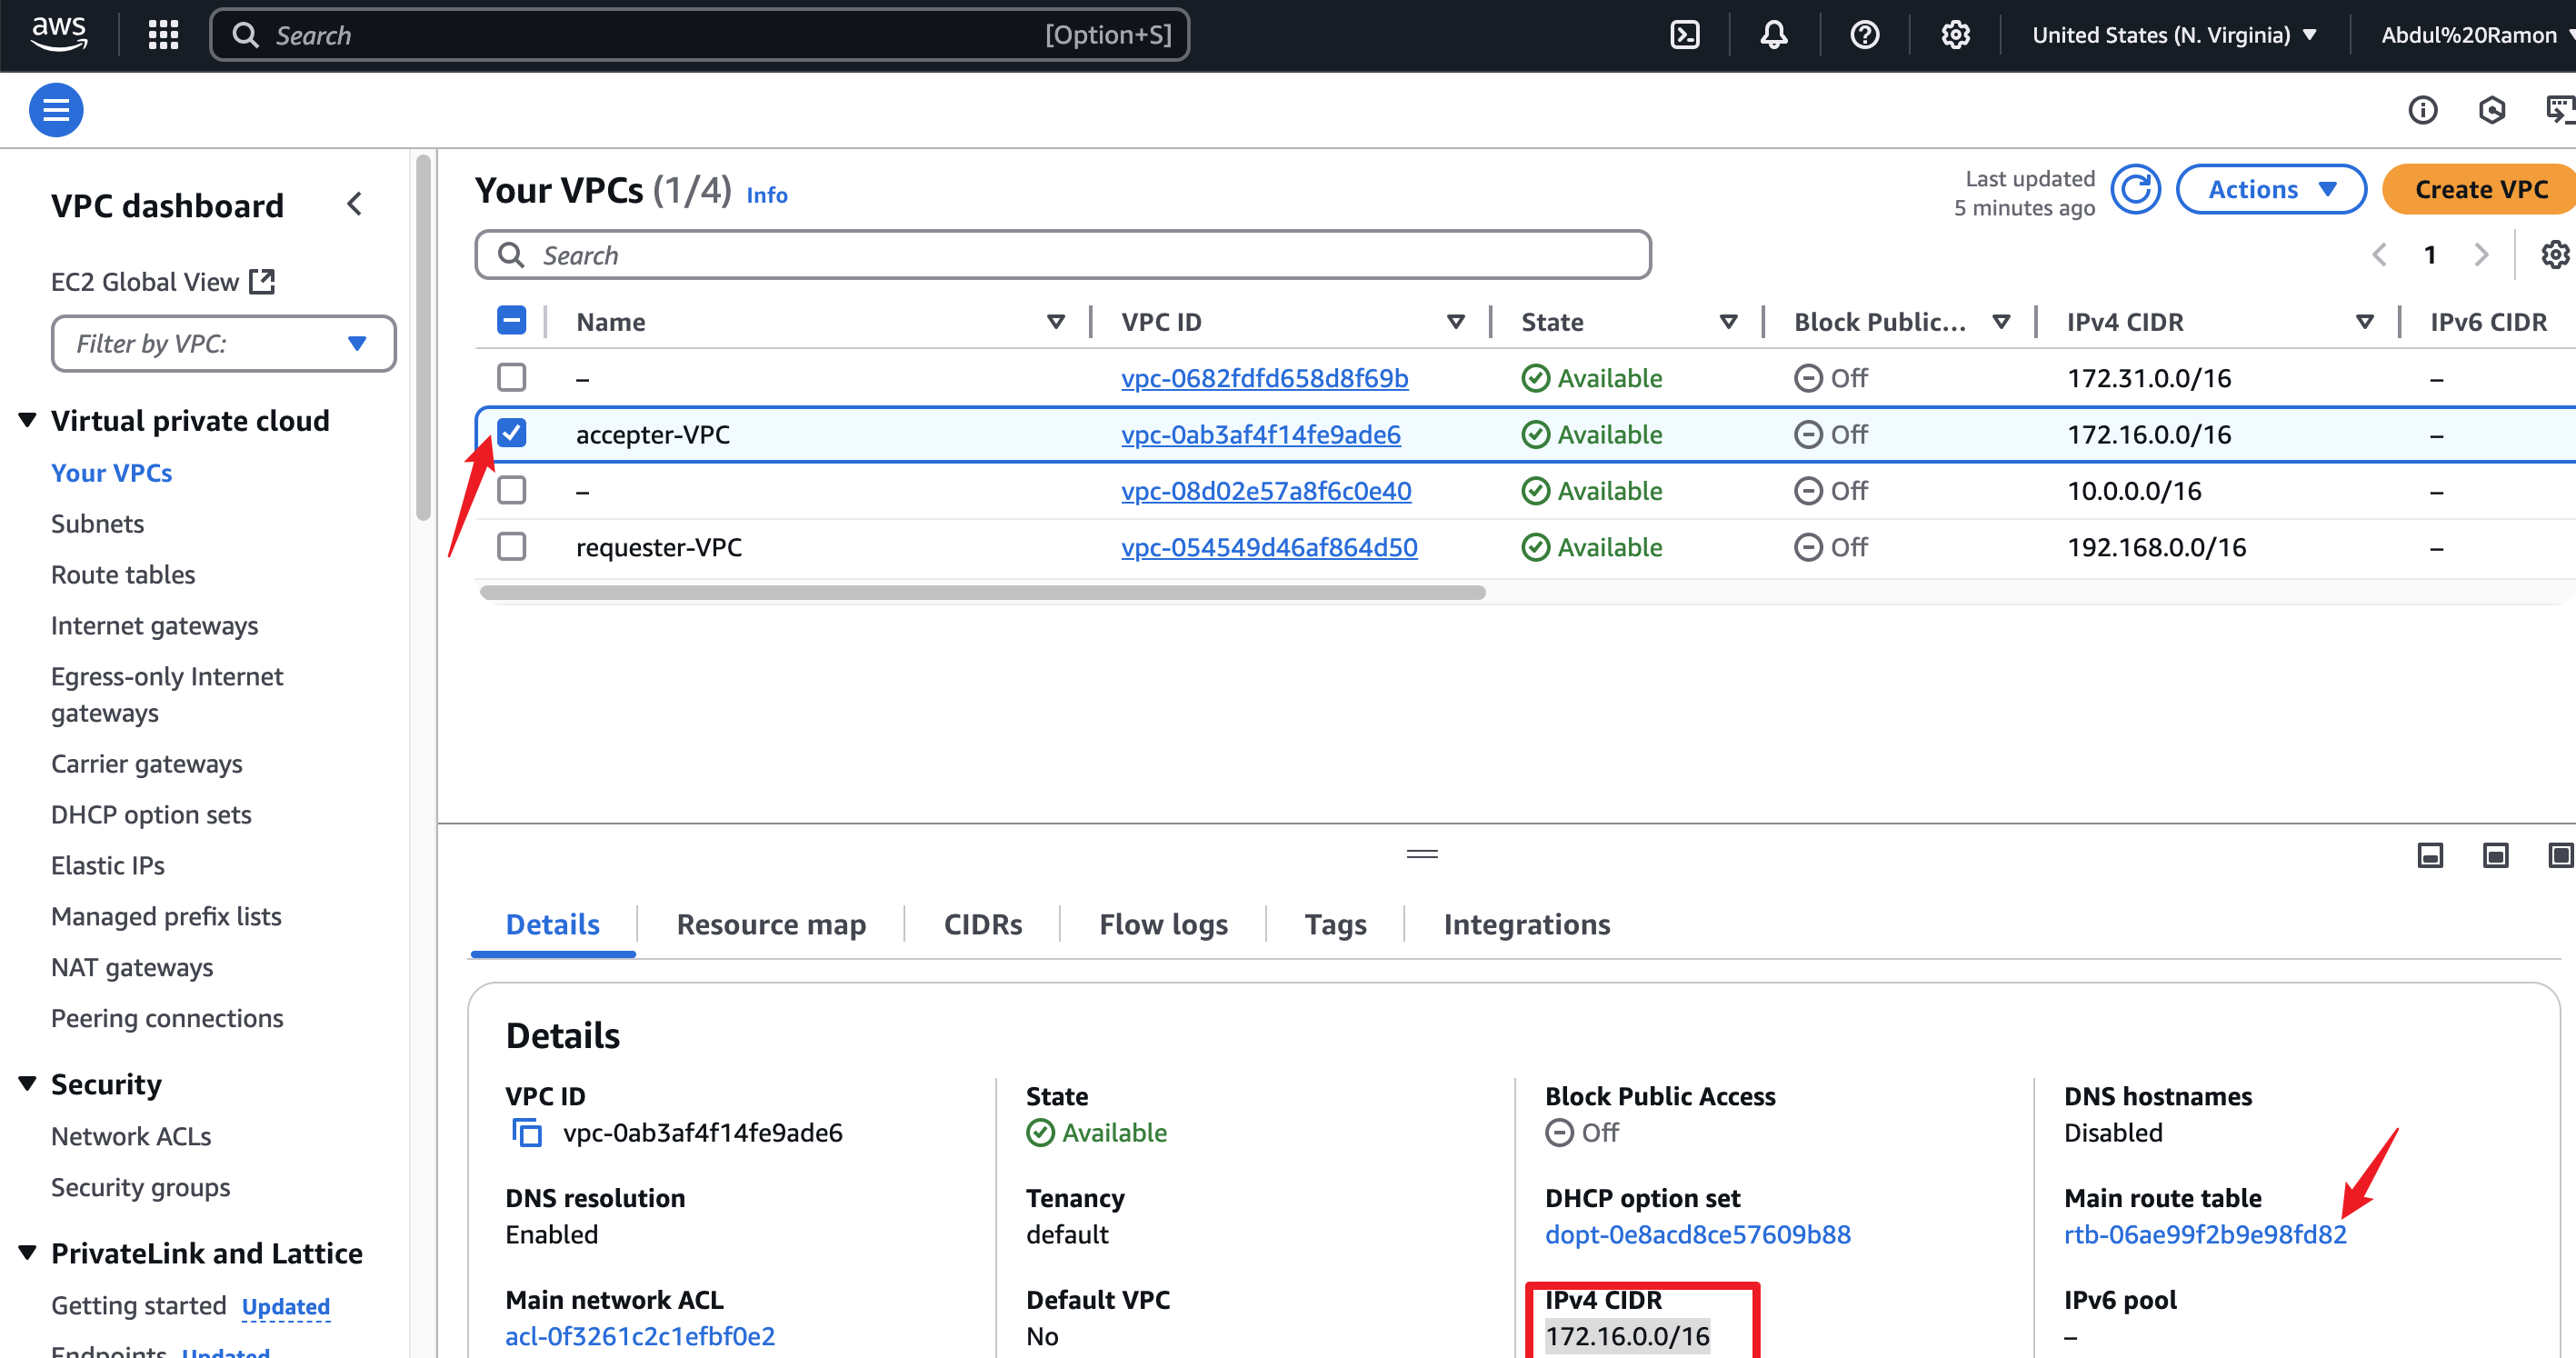 aws
Search
[Option+S]
United States (N. Virginia)
Abdul%20Ramon
VPC dashboard
EC2 Global View
Filter by VPC:
Virtual private cloud
Your VPCs
Subnets
Route tables
Internet gateways
Egress-only Internet
gateways
Carrier gateways
DHCP option sets
Elastic IPs
Managed prefix lists
NAT gateways
Peering connections
Security
Network ACLs
Security groups
PrivateLink and Lattice
Getting started Updated
Endpoints Updated
Your VPCs (1/4) Info
Last updated
5 minutes ago
Actions
Create VPC
Search
1
Name VPC ID State Block Public... IPv4 CIDR IPv6 CIDR
– vpc-0682fdfd658d8f69b Available Off 172.31.0.0/16 –
accepter-VPC vpc-0ab3af4f14fe9ade6 Available Off 172.16.0.0/16 –
– vpc-08d02e57a8f6c0e40 Available Off 10.0.0.0/16 –
requester-VPC vpc-054549d46af864d50 Available Off 192.168.0.0/16 –
Details Resource map CIDRs Flow logs Tags Integrations
Details
VPC ID
vpc-0ab3af4f14fe9ade6
State
Available
Block Public Access
Off
DNS hostnames
Disabled
DNS resolution
Enabled
Tenancy
default
DHCP option set
dopt-0e8acd8ce57609b88
Main route table
rtb-06ae99f2b9e98fd82
Main network ACL
acl-0f3261c2c1efbf0e2
Default VPC
No
IPv4 CIDR
172.16.0.0/16
IPv6 pool
–